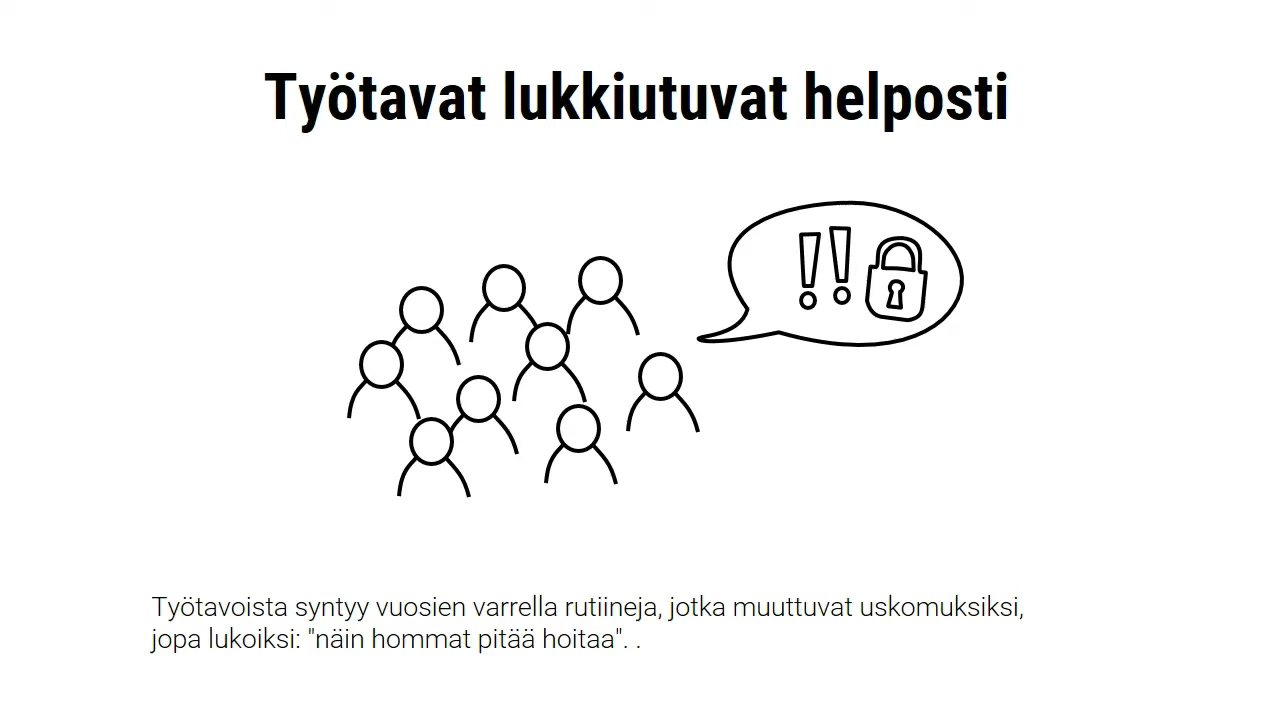 Työtavat lukkiutuvat helposti
!!
Työtavoista syntyy vuosien varrella rutiineja, jotka muuttuvat uskomuksiksi,
jopa lukoiksi: "näin hommat pitää hoitaa". .